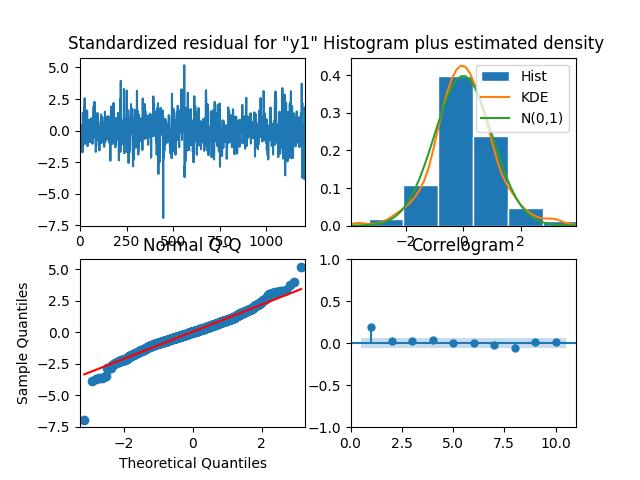 Standardized residual for "y1"
5.0
2.5
0.0
−2.5
−5.0
−7.5
0 250 500 750 1000
Histogram plus estimated density
0.4
0.3
0.2
0.1
0.0
−2 0 2
Hist
KDE
N(0,1)
Normal Q-Q
Sample Quantiles
5.0
2.5
0.0
−2.5
−5.0
−7.5
−2 0 2
Theoretical Quantiles
Correlogram
1.0
0.5
0.0
−0.5
−1.0
0.0 2.5 5.0 7.5 10.0